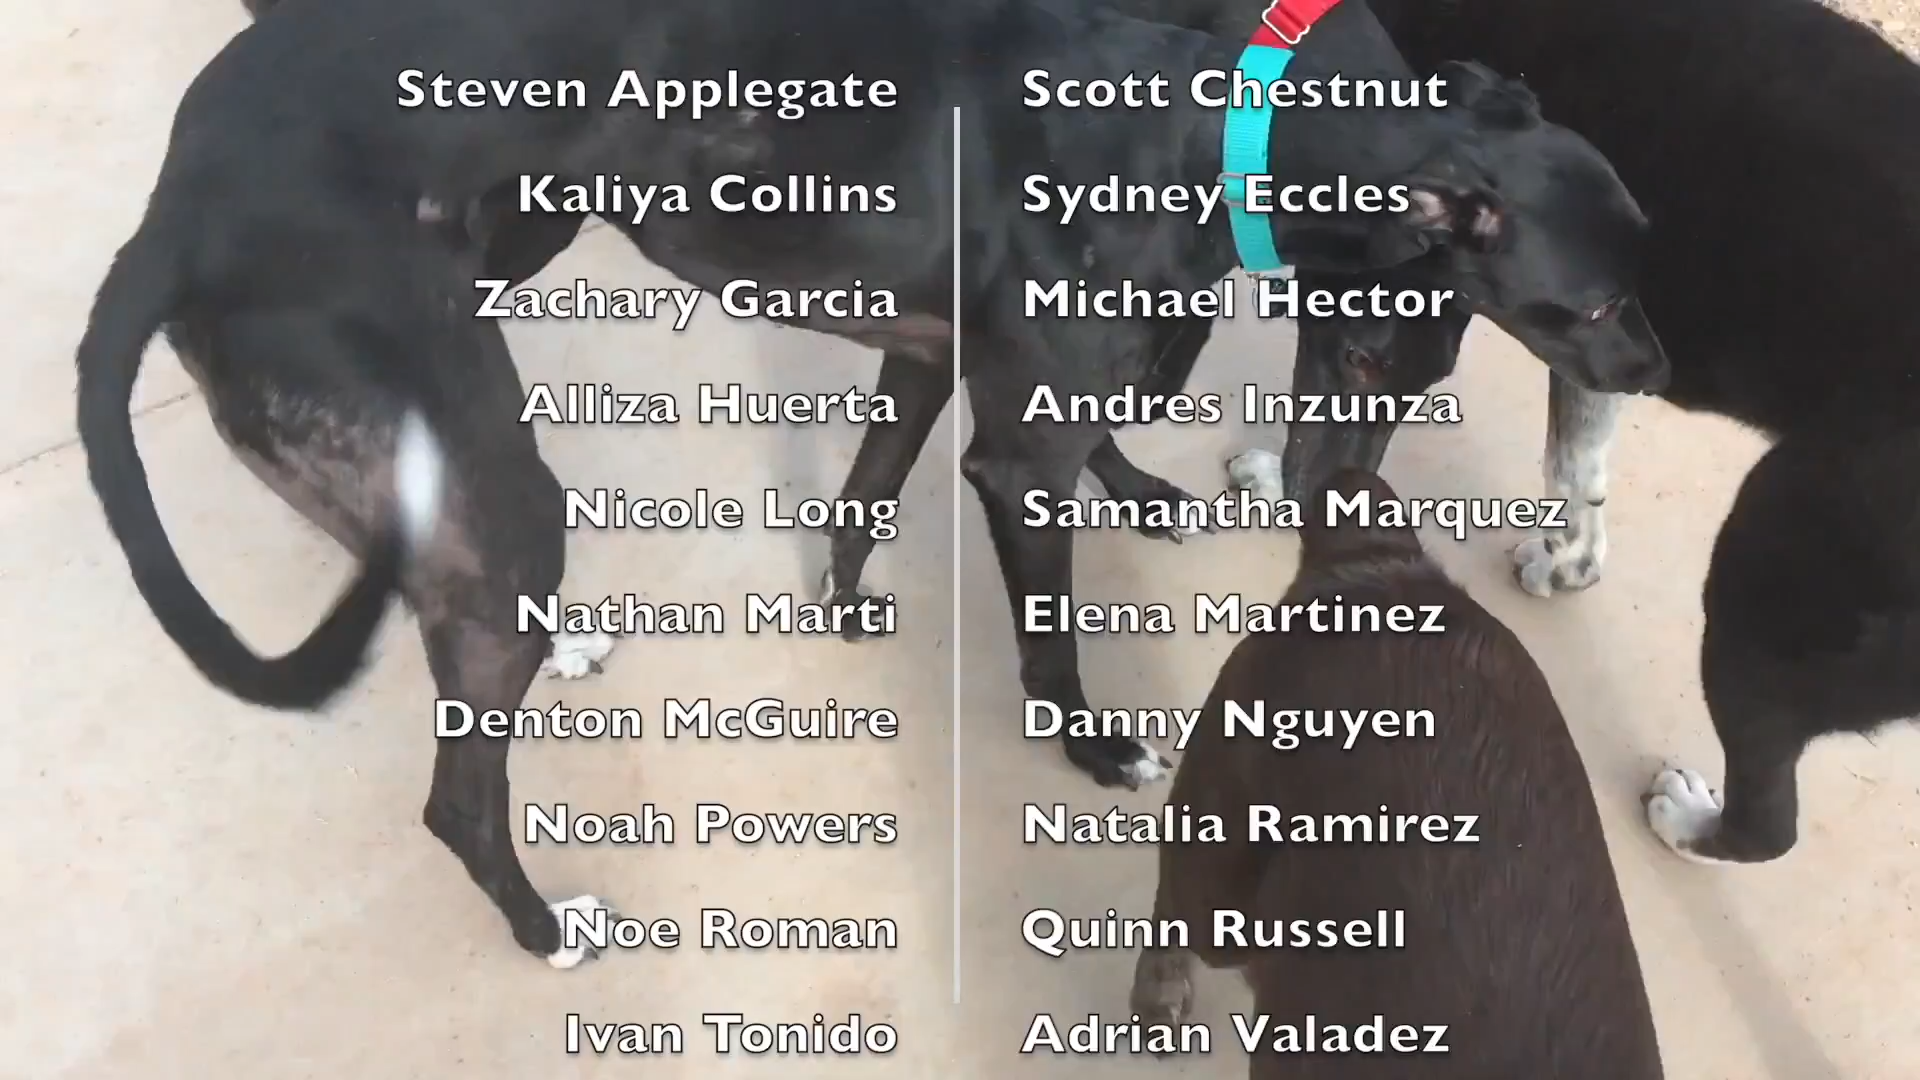 Steven Applegate
Scott Chestnut
Kaliya Collins
Sydney Eccles
Zachary Garcia
Michael Hector
Alliza Huerta
Andres Inzunza
Nicole Long
Samantha Marquez
Nathan Marti
Elena Martinez
Denton McGuire
Danny Nguyen
Noah Powers
Natalia Ramirez
Noe Roman
Quinn Russell
Ivan Tonido
Adrian Valadez